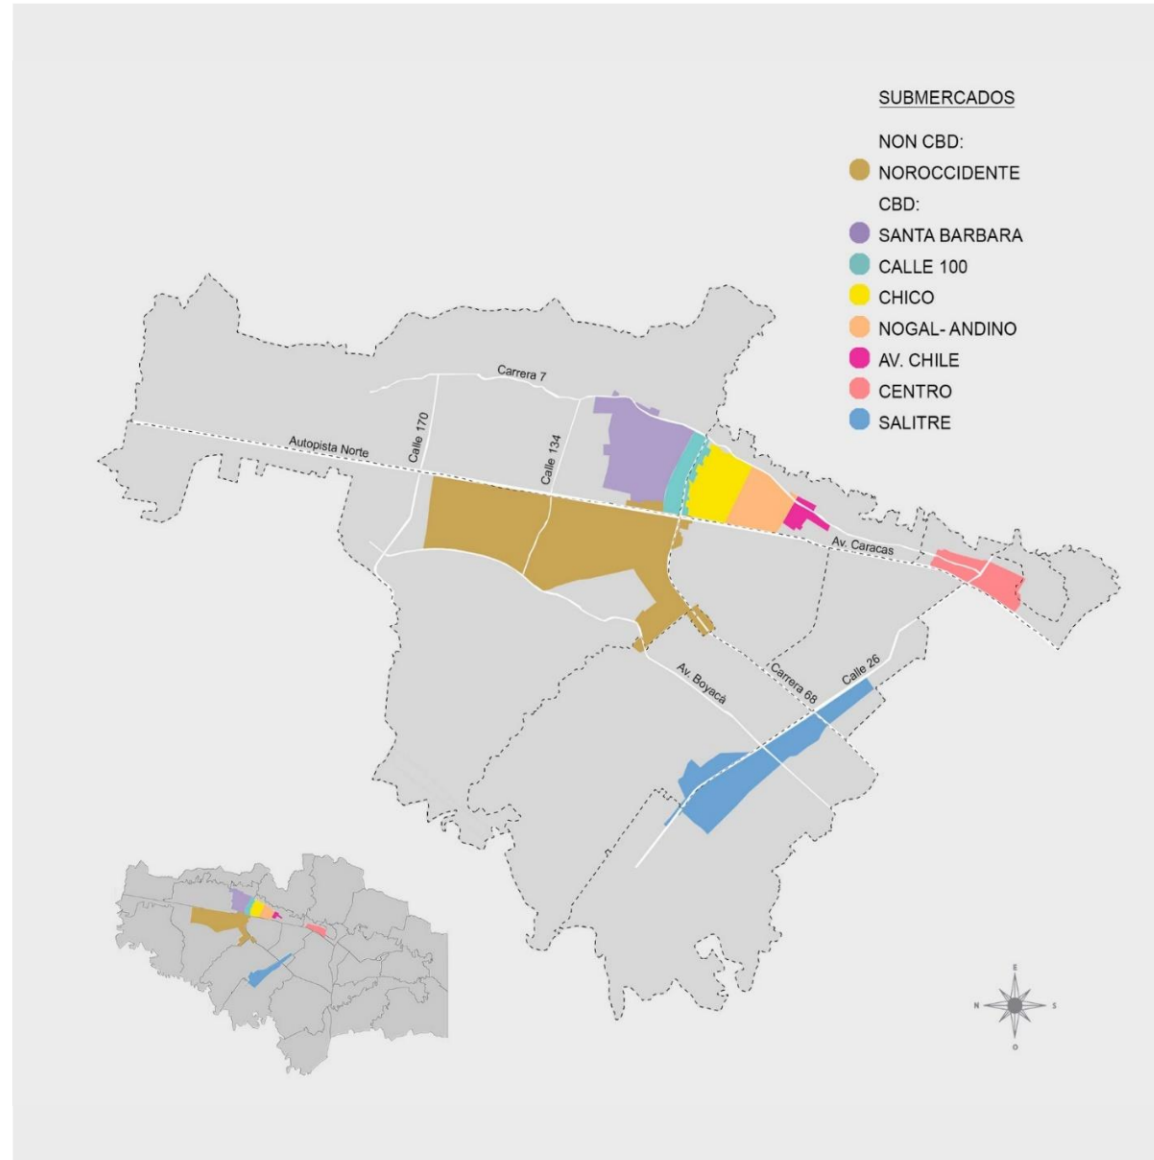 SUBMERCADOS
NON CBD:
NOROCCIDENTE
CBD:
SANTA BARBARA
CALLE 100
CHICO
NOGAL- ANDINO
AV. CHILE
CENTRO
SALITRE
Carrera 7
Calle 170
Autopista Norte
Calle 134
Av. Caracas
Calle 26
Carrera 68
Av. Boyacá
E
N S
O